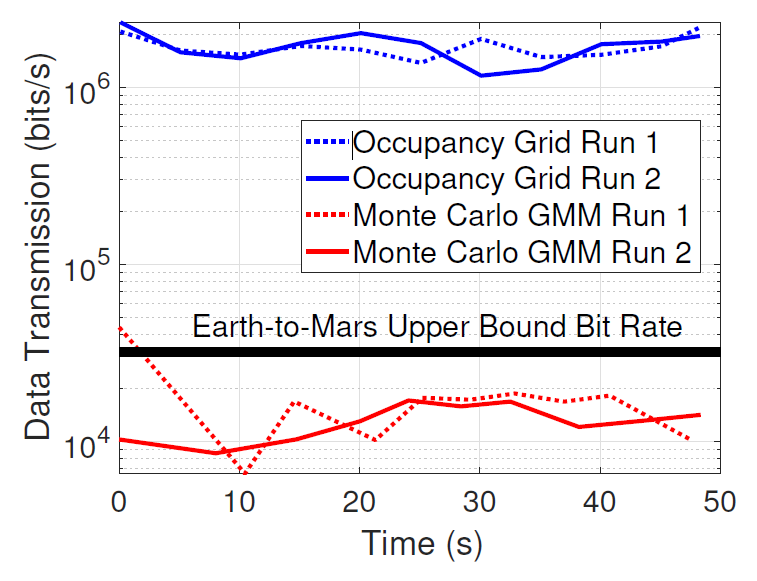 Data Transmission (bits/s)
10^6
10^5
10^4
Occupancy Grid Run 1
Occupancy Grid Run 2
Monte Carlo GMM Run 1
Monte Carlo GMM Run 2
Earth-to-Mars Upper Bound Bit Rate
0 10 20 30 40 50
Time (s)